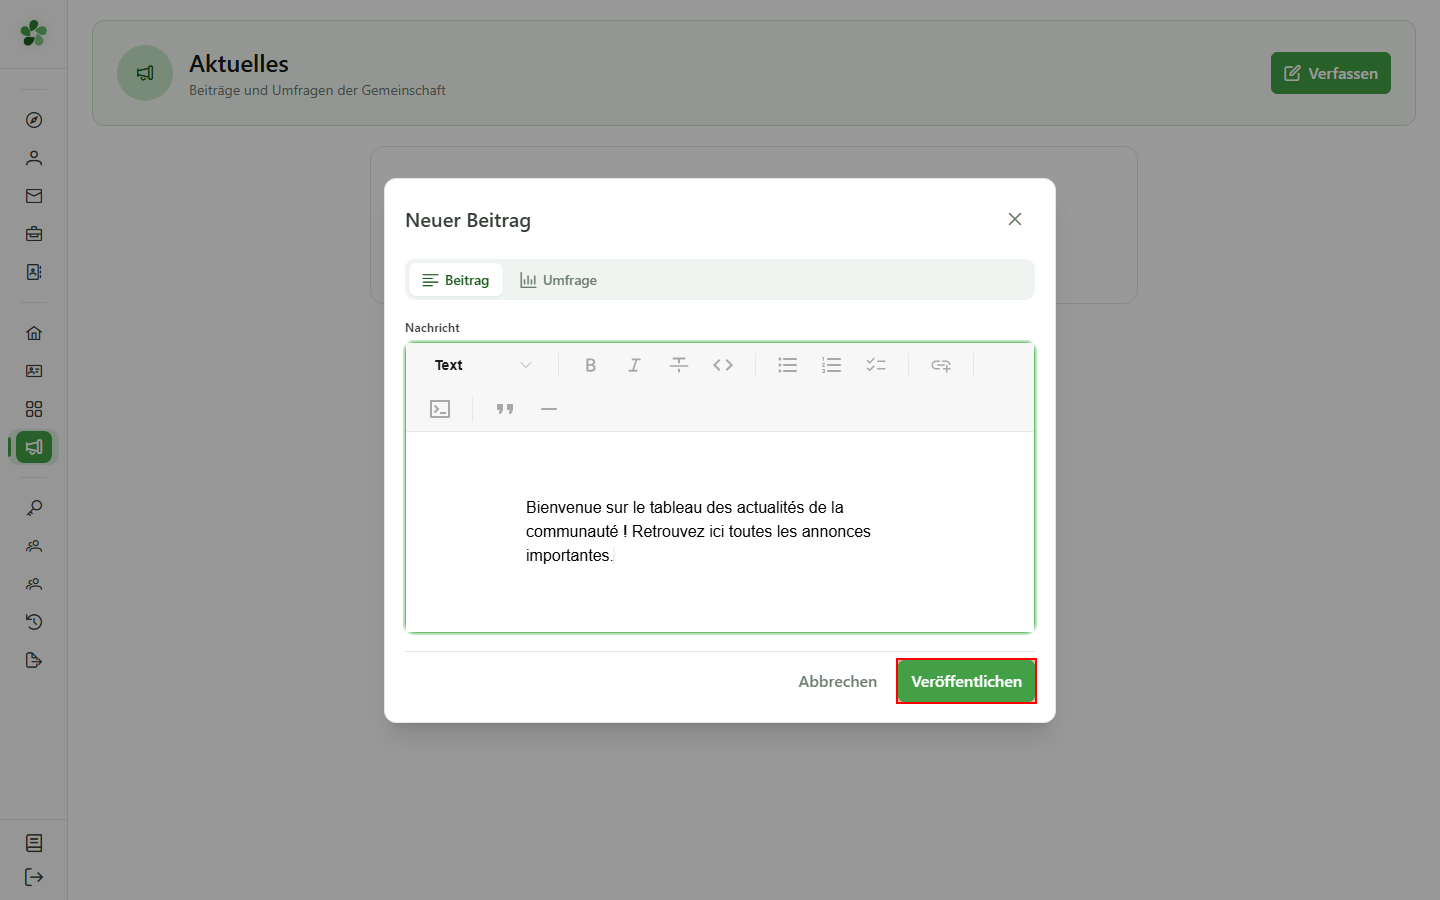 Aktuelles
Beiträge und Umfragen der Gemeinschaft
Verfassen
Neuer Beitrag
Beitrag
Umfrage
Nachricht
Text
Bienvenue sur le tableau des actualités de la
communauté ! Retrouvez ici toutes les annonces
importantes.
Abbrechen
Veröffentlichen